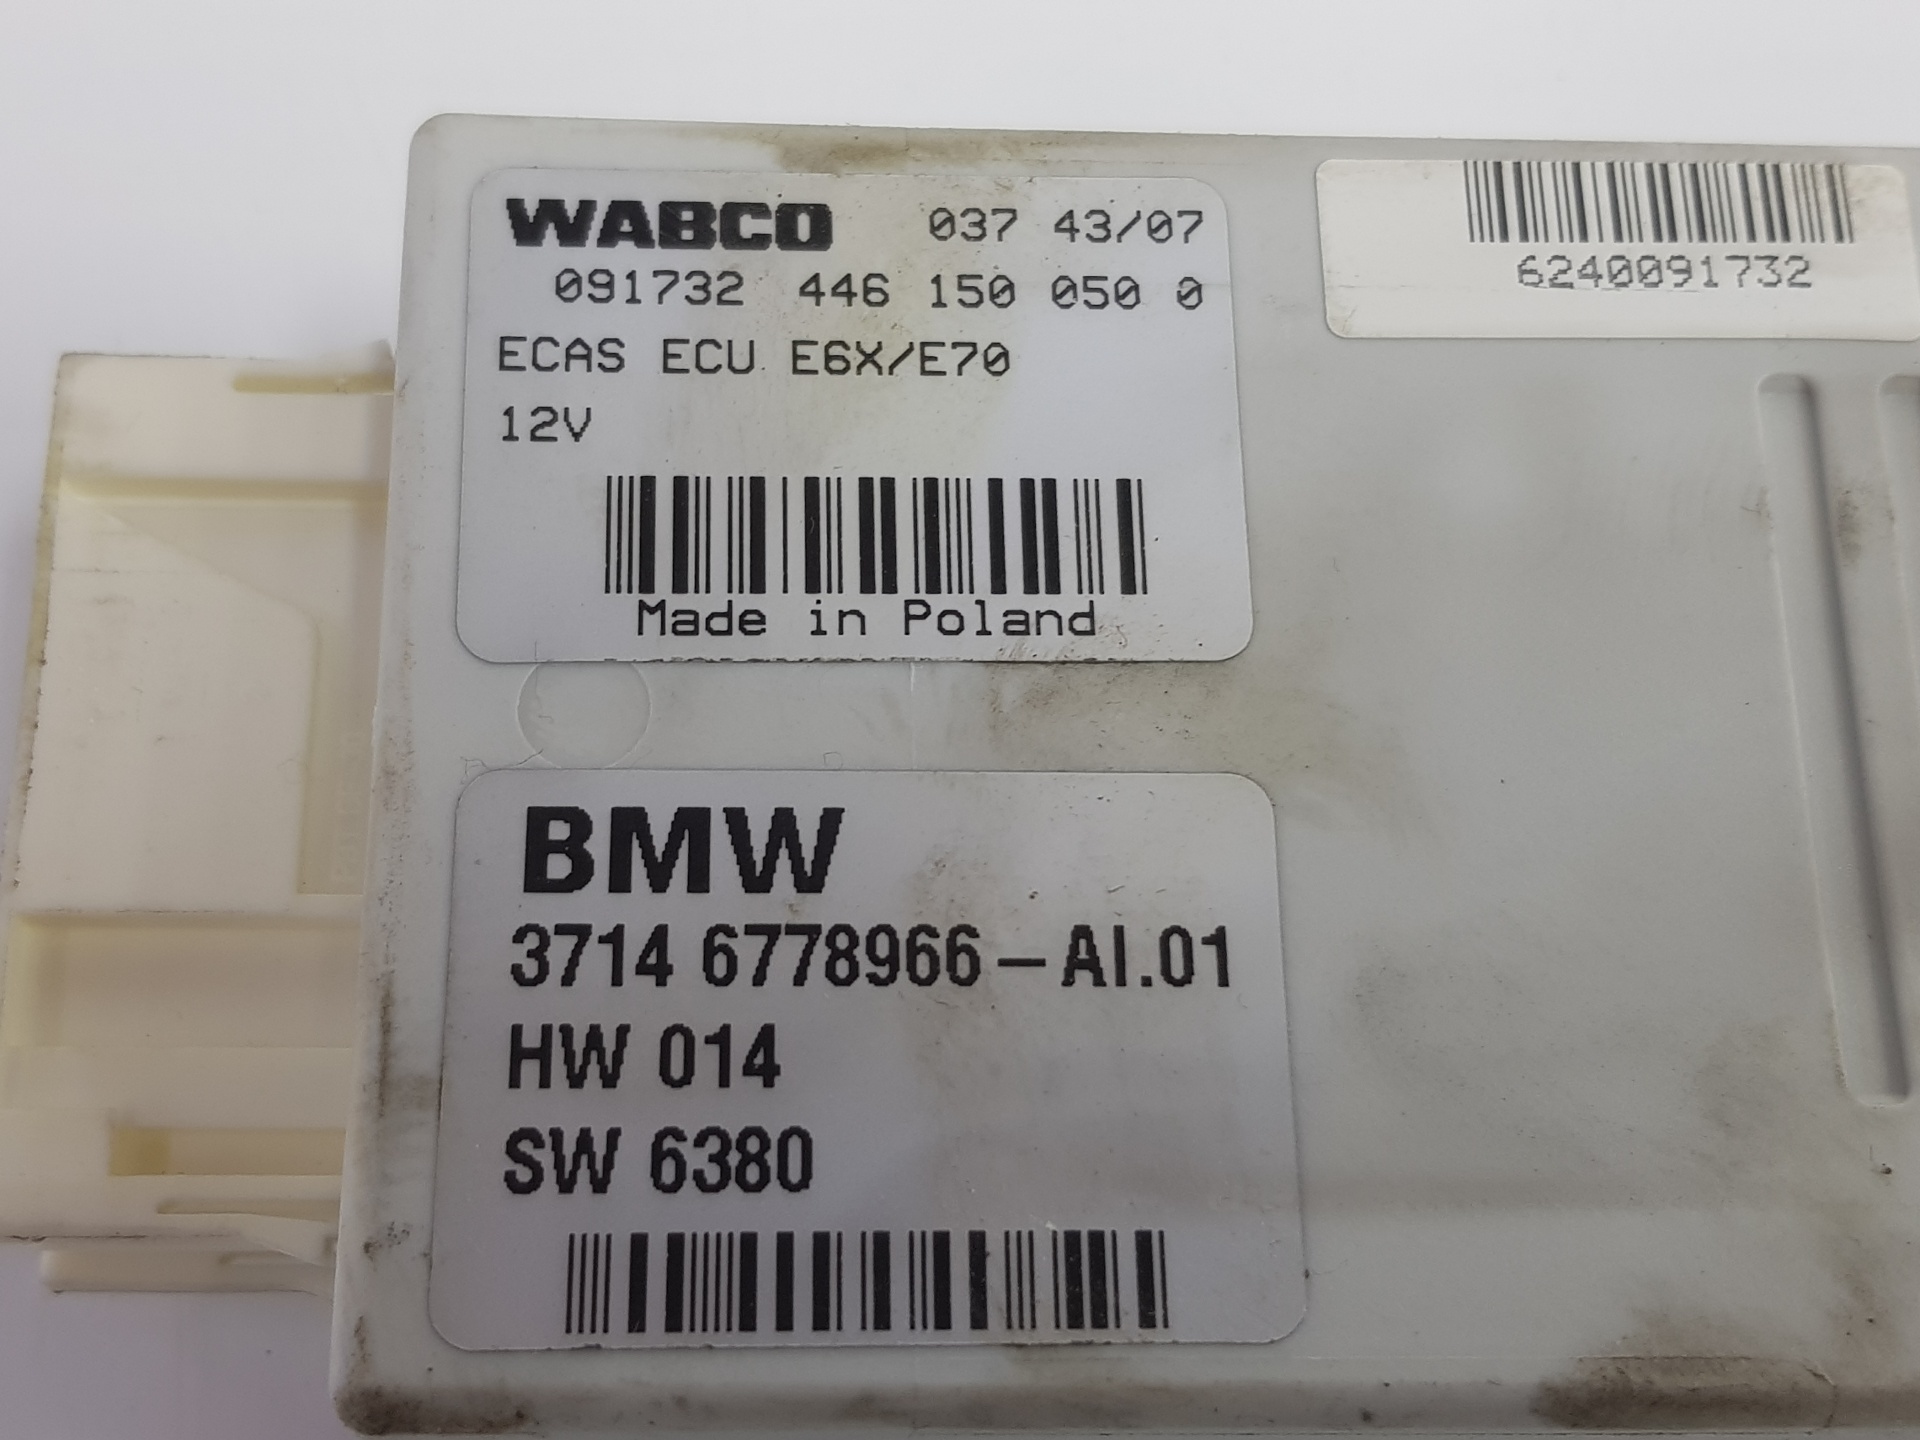 WABCO 037 43/07
091732 446 150 050 0
ECAS ECU E6X/E70
12V
Made in Poland
6240091732
BMW
3714 6778966-AI.01
HW 014
SW 6380